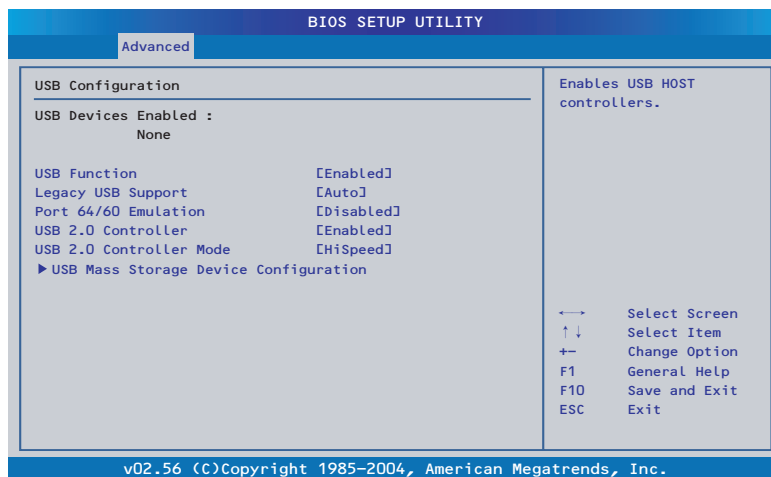 BIOS SETUP UTILITY
Advanced
USB Configuration
USB Devices Enabled :
None
USB Function [Enabled]
Legacy USB Support [Auto]
Port 64/60 Emulation [Disabled]
USB 2.0 Controller [Enabled]
USB 2.0 Controller Mode [HiSpeed]
▶USB Mass Storage Device Configuration
Enables USB HOST
controllers.
←→ Select Screen
↑↓ Select Item
+- Change Option
F1 General Help
F10 Save and Exit
ESC Exit
v02.56 (C)Copyright 1985-2004, American Megatrends, Inc.